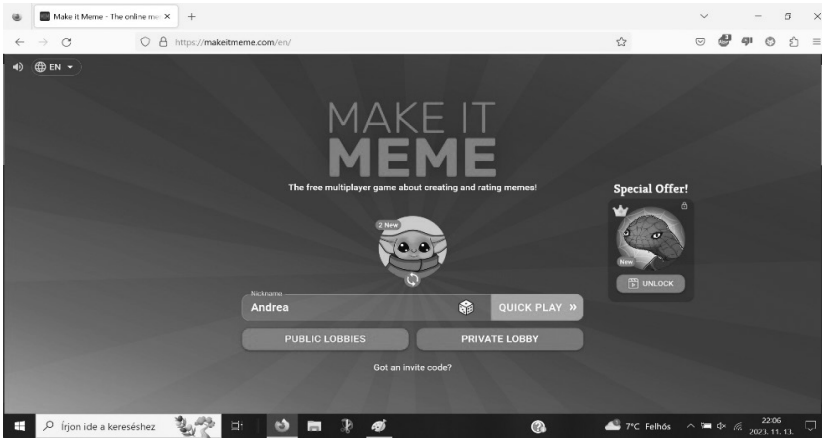 Make it Meme - The online me
https://makeitmeme.com/en/
EN
MAKE IT
MEME
The free multiplayer game about creating and rating memes!
Special Offer!
2 New
New
UNLOCK
Nickname
Andrea
QUICK PLAY »
PUBLIC LOBBIES
PRIVATE LOBBY
Got an invite code?
Írjon ide a kereséshez
7°C Felhős
22:06
2023. 11. 13.